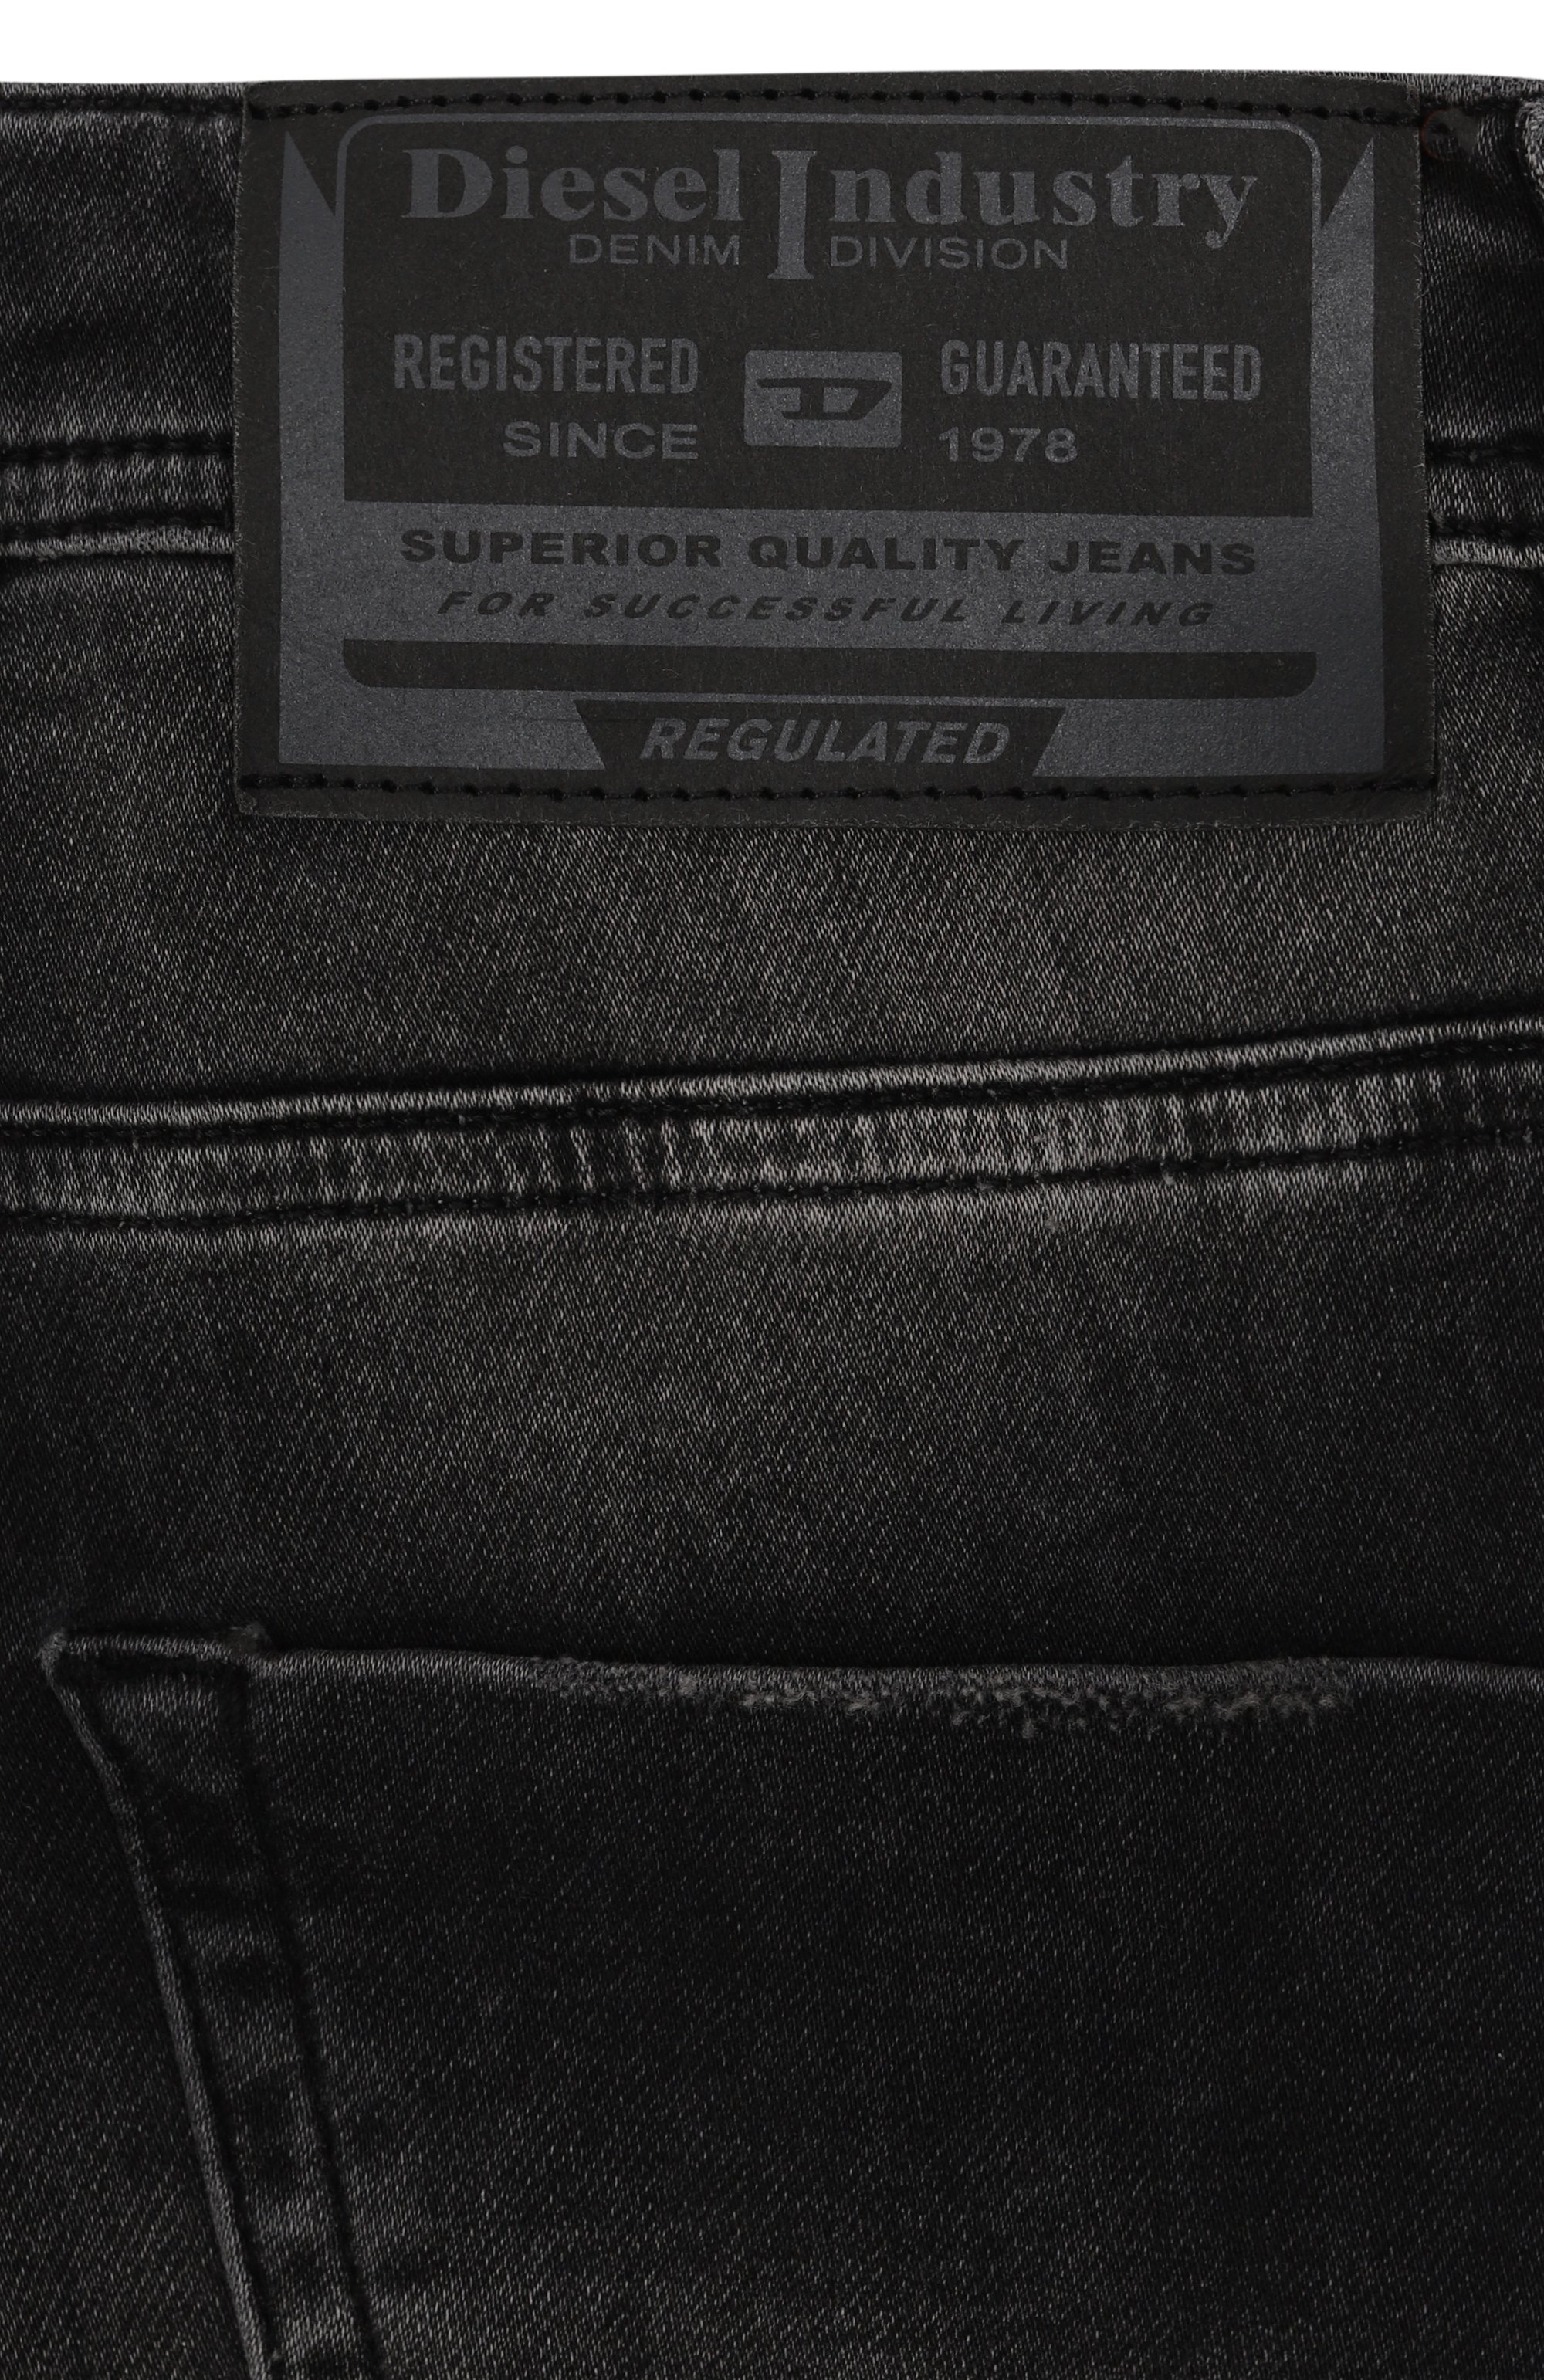 Diesel Industry
DENIM DIVISION
REGISTERED D GUARANTEED
SINCE 1978
SUPERIOR QUALITY JEANS
FOR SUCCESSFUL LIVING
REGULATED